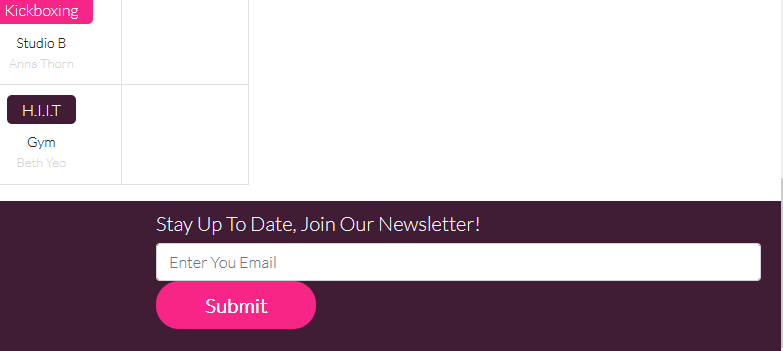 Kickboxing
Studio B
Anna Thorn
H.I.I.T
Gym
Beth Yeo
Stay Up To Date, Join Our Newsletter!
Enter You Email
Submit